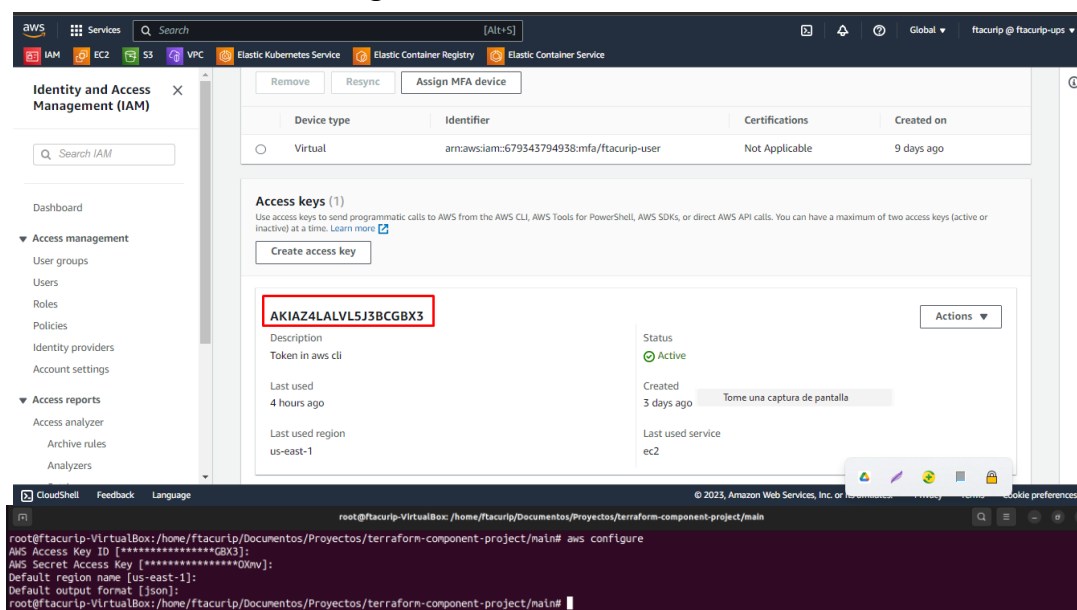 aws
Services
Search
[Alt+S]
Global
ftacurip @ ftacurip-ups
IAM
EC2
S3
VPC
Elastic Kubernetes Service
Elastic Container Registry
Elastic Container Service
Identity and Access
Management (IAM)
Search IAM
Dashboard
Access management
User groups
Users
Roles
Policies
Identity providers
Account settings
Access reports
Access analyzer
Archive rules
Analyzers
Remove
Resync
Assign MFA device
Device type
Identifier
Certifications
Created on
Virtual
arn:aws:iam::679343794938:mfa/ftacurip-user
Not Applicable
9 days ago
Access keys (1)
Use access keys to send programmatic calls to AWS from the AWS CLI, AWS Tools for PowerShell, AWS SDKs, or direct AWS API calls. You can have a maximum of two access keys (active or
inactive) at a time. Learn more
Create access key
AKIAZ4LALVL5J3BCGBX3
Actions
Description
Token in aws cli
Status
Active
Last used
4 hours ago
Created
3 days ago
Tome una captura de pantalla
Last used region
us-east-1
Last used service
ec2
CloudShell
Feedback
Language
© 2023, Amazon Web Services, Inc. or its affiliates.
Privacy
Terms
Cookie preferences
root@ftacurip-VirtualBox: /home/ftacurip/Documentos/Proyectos/terraform-component-project/main
root@ftacurip-VirtualBox:/home/ftacurip/Documentos/Proyectos/terraform-component-project/main# aws configure
AWS Access Key ID [****************GBX3]:
AWS Secret Access Key [****************OXmv]:
Default region name [us-east-1]:
Default output format [json]:
root@ftacurip-VirtualBox:/home/ftacurip/Documentos/Proyectos/terraform-component-project/main#